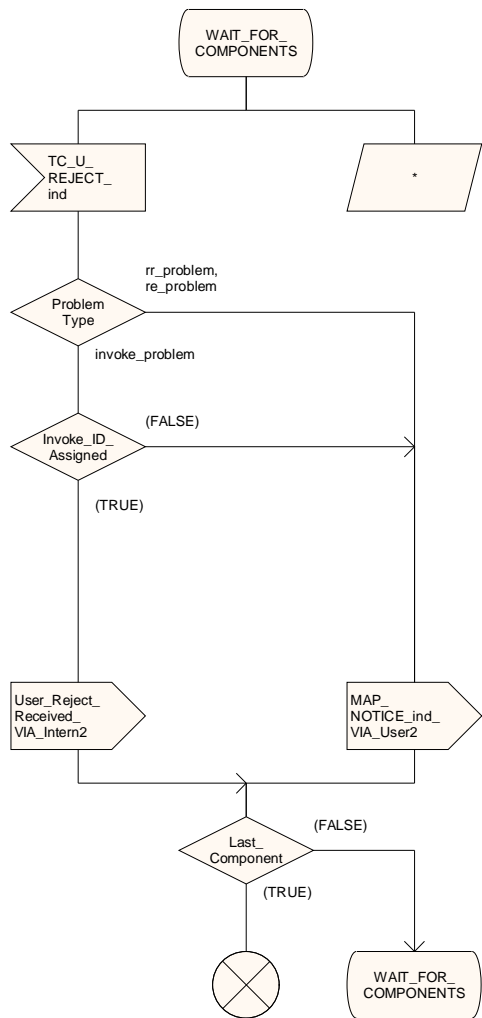 WAIT_FOR_
COMPONENTS
TC_U_
REJECT_
ind
*
rr_problem,
re_problem
Problem
Type
invoke_problem
(FALSE)
Invoke_ID_
Assigned
(TRUE)
User_Reject_
Received_
VIA_Intern2
MAP_
NOTICE_ind_
VIA_User2
(FALSE)
Last_
Component
(TRUE)
WAIT_FOR_
COMPONENTS